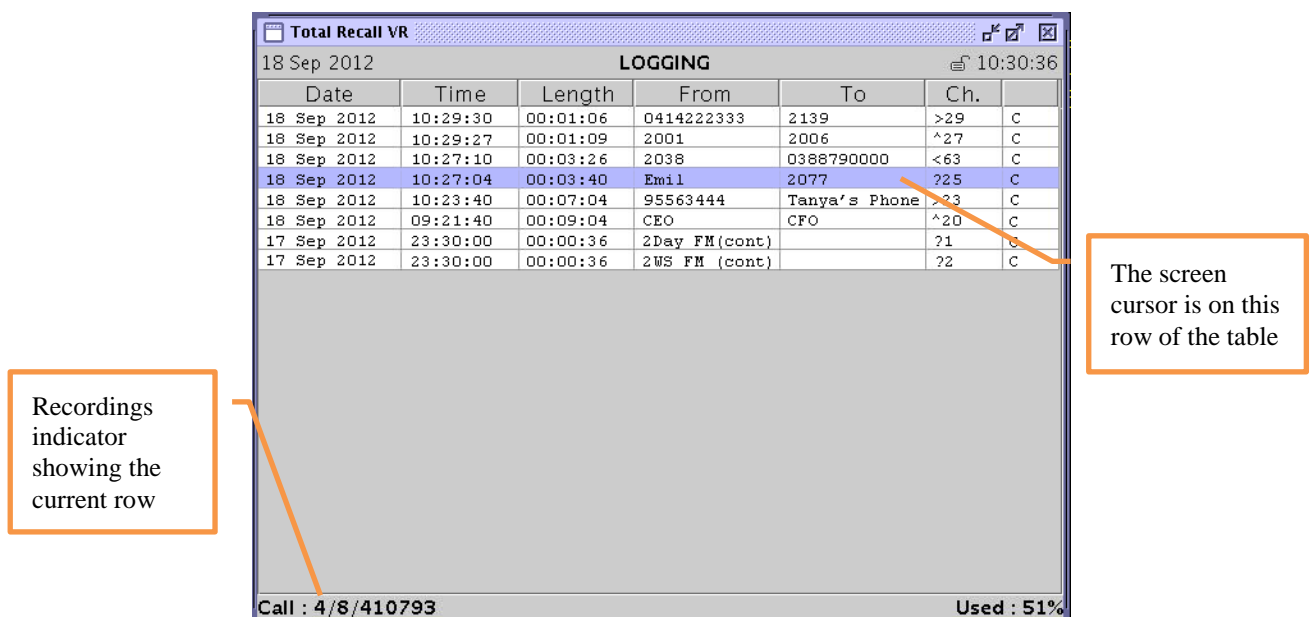 Total Recall VR
18 Sep 2012 LOGGING 10:30:36
Date Time Length From To Ch.
18 Sep 2012 10:29:30 00:01:06 0414222333 2139 >29 C
18 Sep 2012 10:29:27 00:01:09 2001 2006 ^27 C
18 Sep 2012 10:27:10 00:03:26 2038 0388790000 <63 C
18 Sep 2012 10:27:04 00:03:40 Emil 2077 ?25 C
18 Sep 2012 10:23:40 00:07:04 95563444 Tanya's Phone >23 C
18 Sep 2012 09:21:40 00:09:04 CEO CFO ^20 C
17 Sep 2012 23:30:00 00:00:36 2Day FM(cont) ?1 C
17 Sep 2012 23:30:00 00:00:36 2WS FM (cont) ?2 C
The screen
cursor is on this
row of the table
Recordings
indicator
showing the
current row
Call : 4/8/410793 Used : 51%